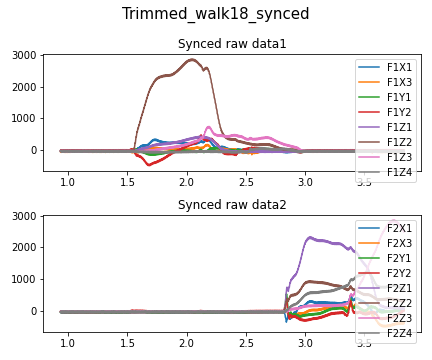 Trimmed_walk18_synced
Synced raw data1
3000
2000
1000
0
1.0 1.5 2.0 2.5 3.0 3.5
F1X1
F1X3
F1Y1
F1Y2
F1Z1
F1Z2
F1Z3
F1Z4
Synced raw data2
3000
2000
1000
0
1.0 1.5 2.0 2.5 3.0 3.5
F2X1
F2X3
F2Y1
F2Y2
F2Z1
F2Z2
F2Z3
F2Z4